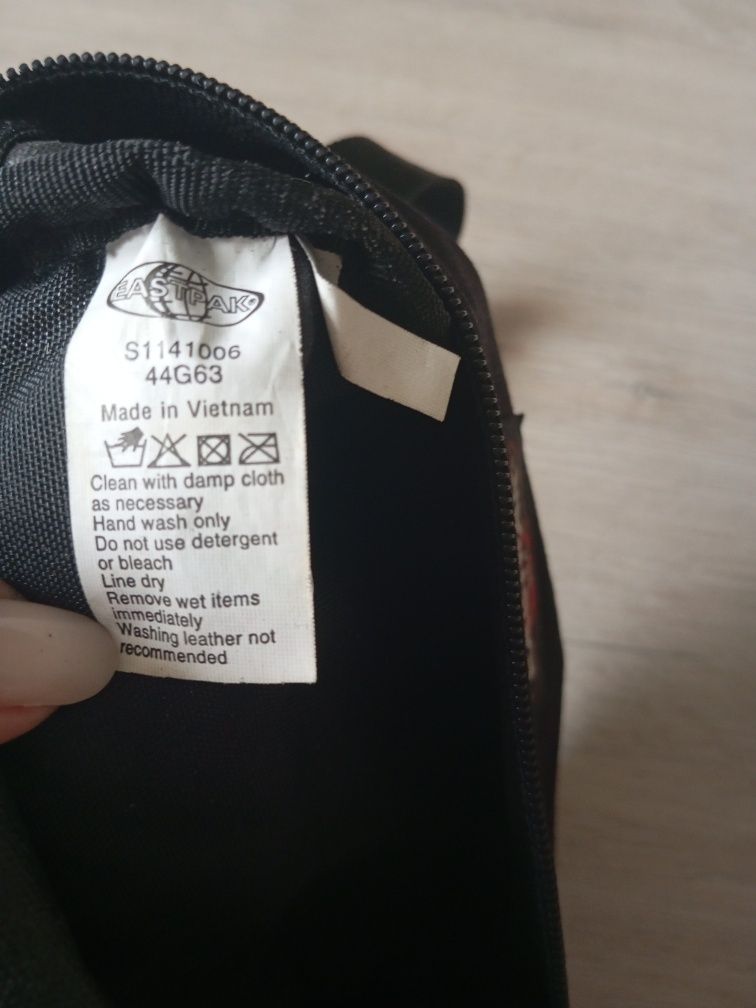 EASTPAK®
S1141006
44G63
Made in Vietnam
Clean with damp cloth
as necessary
Hand wash only
Do not use detergent
or bleach
Line dry
Remove wet items
immediately
Washing leather not
recommended